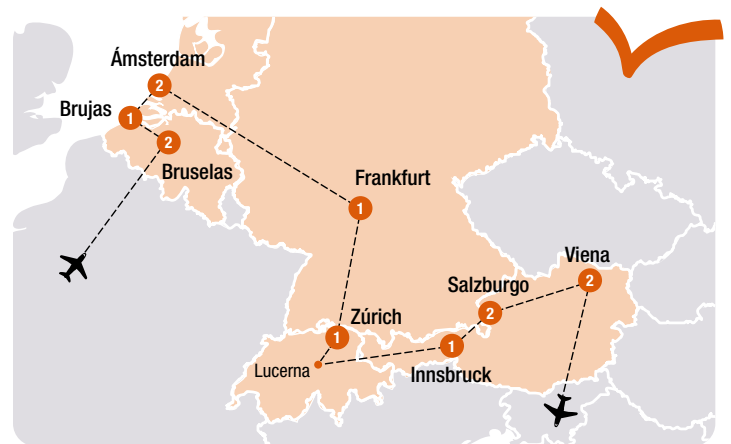 Ámsterdam
2
Brujas
1
2
Bruselas
Frankfurt
1
Viena
2
Salzburgo
2
Zúrich
1
Lucerna
1
Innsbruck